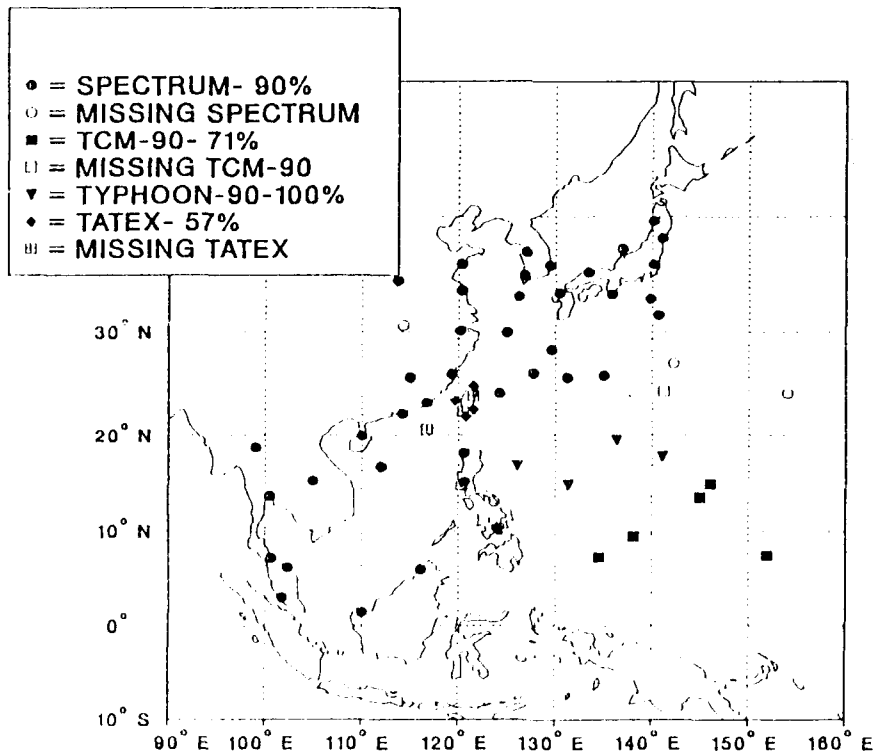 ● = SPECTRUM- 90%
○ = MISSING SPECTRUM
■ = TCM-90- 71%
□ = MISSING TCM-90
▼ = TYPHOON-90-100%
◆ = TATEX- 57%
⊞ = MISSING TATEX
30° N
20° N
10° N
0°
10° S
90° E 100° E 110° E 120° E 130° E 140° E 150° E 160° E